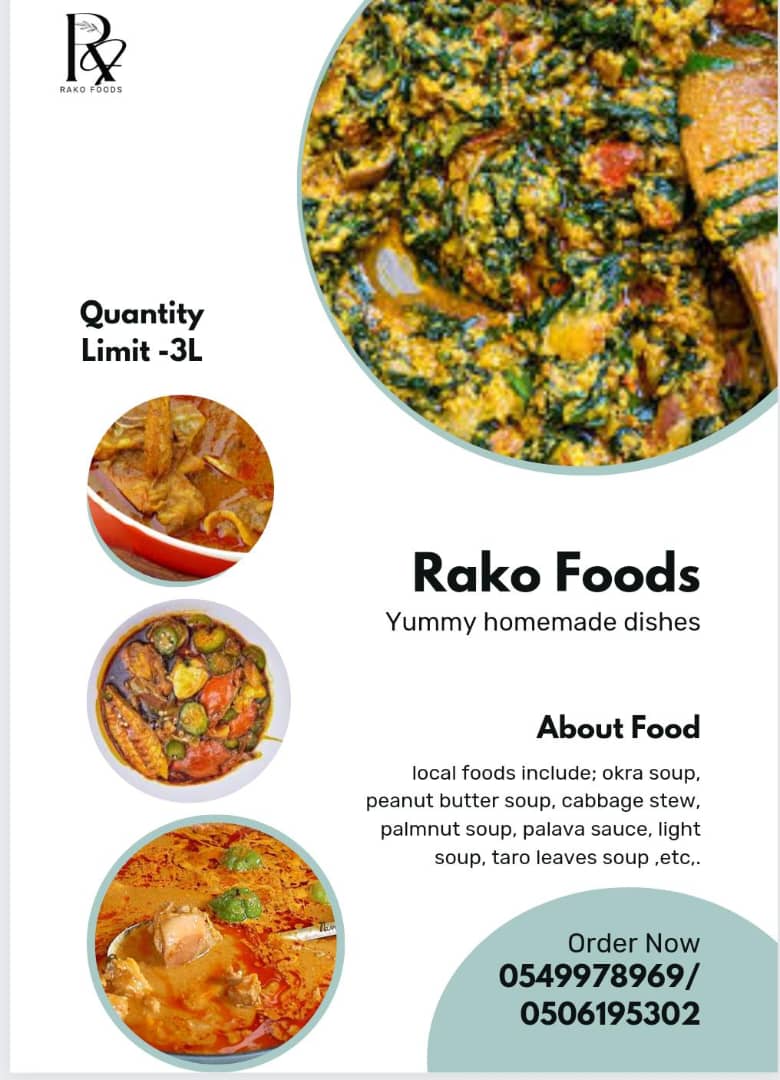 RAKO FOODS
Quantity
Limit -3L
Rako Foods
Yummy homemade dishes
About Food
local foods include; okra soup,
peanut butter soup, cabbage stew,
palmnut soup, palava sauce, light
soup, taro leaves soup ,etc,.
Order Now
0549978969/
0506195302